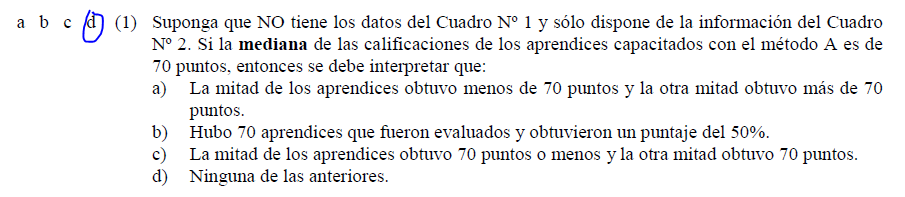 a b c d (1) Suponga que NO tiene los datos del Cuadro Nº 1 y sólo dispone de la información del Cuadro
Nº 2. Si la mediana de las calificaciones de los aprendices capacitados con el método A es de
70 puntos, entonces se debe interpretar que:
a) La mitad de los aprendices obtuvo menos de 70 puntos y la otra mitad obtuvo más de 70
puntos.
b) Hubo 70 aprendices que fueron evaluados y obtuvieron un puntaje del 50%.
c) La mitad de los aprendices obtuvo 70 puntos o menos y la otra mitad obtuvo 70 puntos.
d) Ninguna de las anteriores.